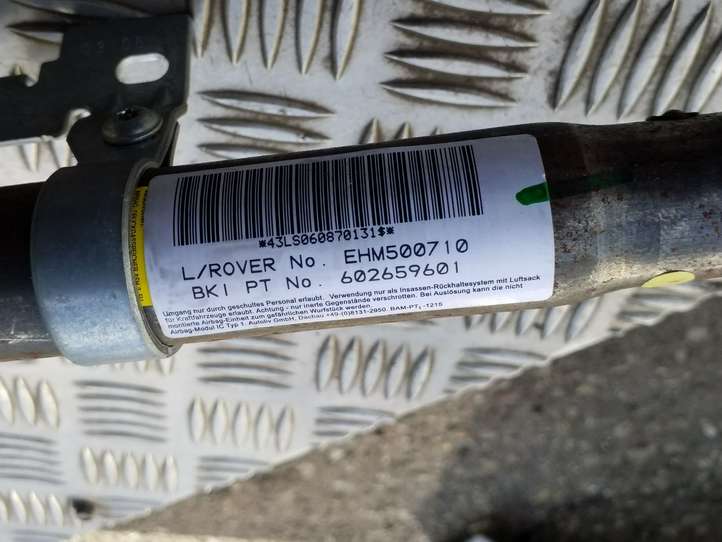 *43LS060870131$*
L/ROVER No. EHM500710
BKI PT No. 602659601
Umgang nur durch geschultes Personal erlaubt. Verwendung nur als Insassen-Rückhaltesystem mit Luftsack
für Kraftfahrzeuge erlaubt. Achtung - nur inerte Gegenstände verschrotten. Bei Auslösung kann die nicht
montierte Airbag-Einheit zum gefährlichen Wurfstück werden.
Airbag-Modul IC Typ 1. Autoliv GmbH, Dachau +49-(0)8131-2950. BAM-PT₁ -1215